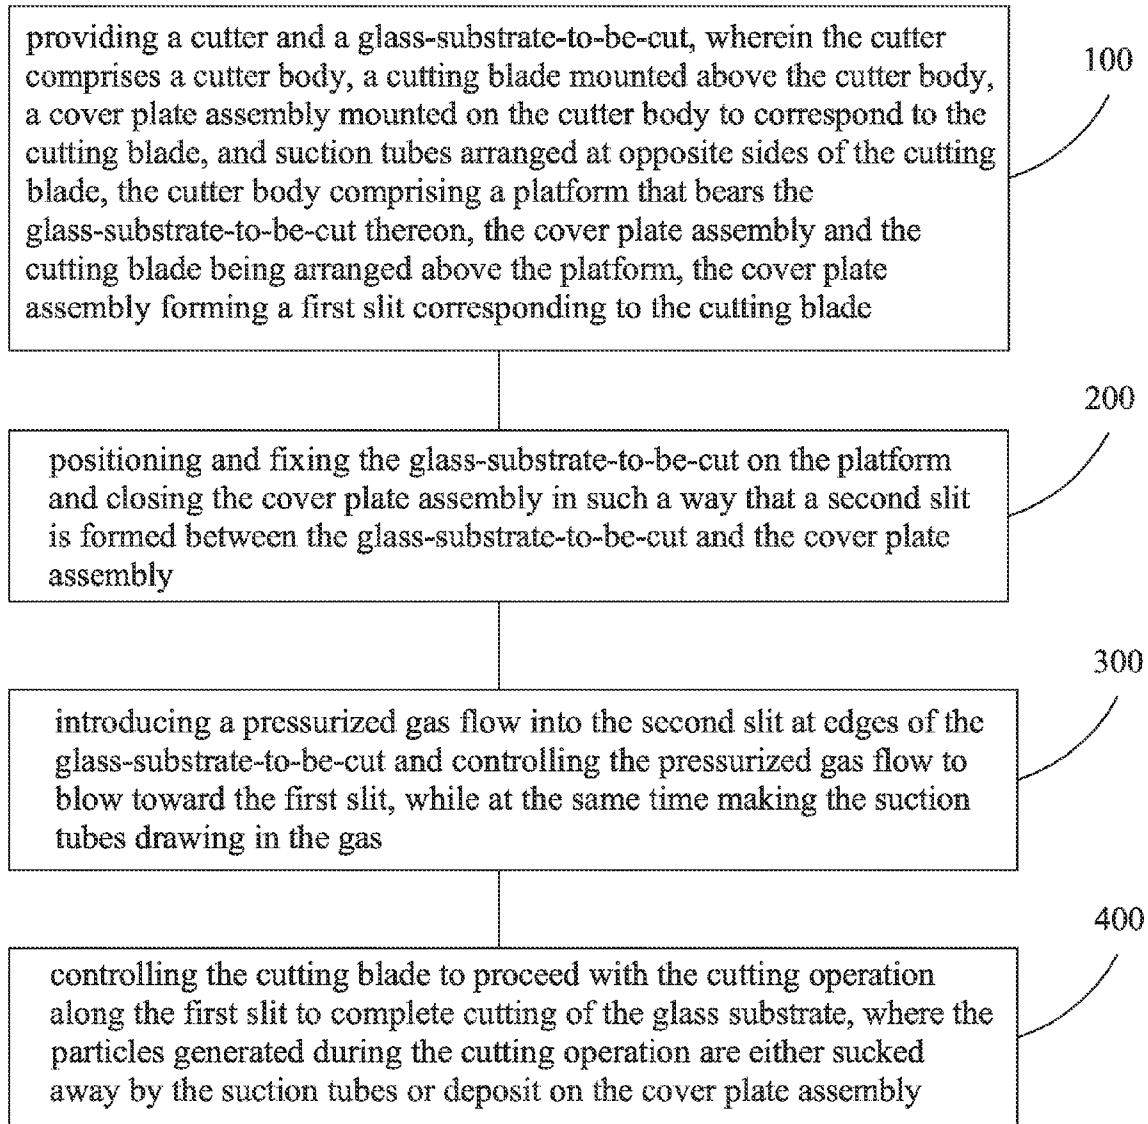 providing a cutter and a glass-substrate-to-be-cut, wherein the cutter
comprises a cutter body, a cutting blade mounted above the cutter body,
a cover plate assembly mounted on the cutter body to correspond to the
cutting blade, and suction tubes arranged at opposite sides of the cutting
blade, the cutter body comprising a platform that bears the
glass-substrate-to-be-cut thereon, the cover plate assembly and the
cutting blade being arranged above the platform, the cover plate
assembly forming a first slit corresponding to the cutting blade
100
positioning and fixing the glass-substrate-to-be-cut on the platform
and closing the cover plate assembly in such a way that a second slit
is formed between the glass-substrate-to-be-cut and the cover plate
assembly
200
introducing a pressurized gas flow into the second slit at edges of the
glass-substrate-to-be-cut and controlling the pressurized gas flow to
blow toward the first slit, while at the same time making the suction
tubes drawing in the gas
300
controlling the cutting blade to proceed with the cutting operation
along the first slit to complete cutting of the glass substrate, where the
particles generated during the cutting operation are either sucked
away by the suction tubes or deposit on the cover plate assembly
400